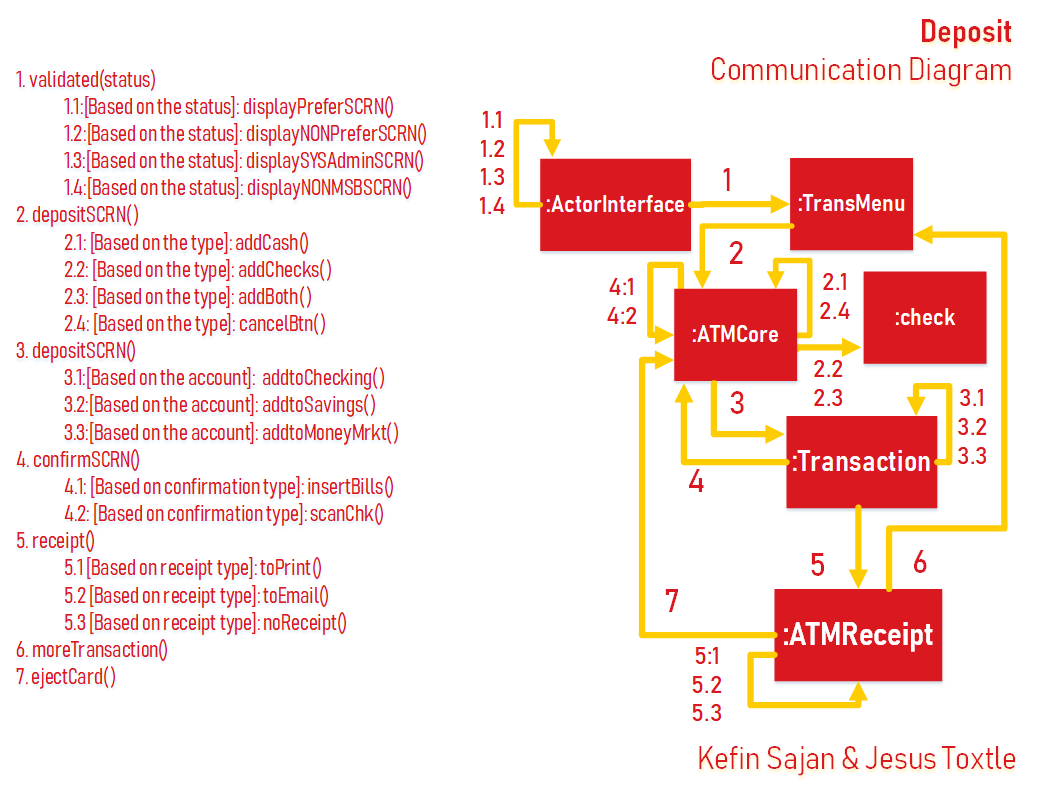 Deposit
Communication Diagram
1. validated(status)
1.1:[Based on the status]: displayPreferSCRN()
1.2:[Based on the status]: displayNONPreferSCRN()
1.3:[Based on the status]: displaySYSAdminSCRN()
1.4:[Based on the status]: displayNONMSBSCRN()
2. depositSCRN()
2.1: [Based on the type]: addCash()
2.2: [Based on the type]: addChecks()
2.3: [Based on the type]: addBoth()
2.4: [Based on the type]: cancelBtn()
3. depositSCRN()
3.1:[Based on the account]: addtoChecking()
3.2:[Based on the account]: addtoSavings()
3.3:[Based on the account]: addtoMoneyMrkt()
4. confirmSCRN()
4.1: [Based on confirmation type]: insertBills()
4.2: [Based on confirmation type]: scanChk()
5. receipt()
5.1 [Based on receipt type]: toPrint()
5.2 [Based on receipt type]: toEmail()
5.3 [Based on receipt type]: noReceipt()
6. moreTransaction()
7. ejectCard()
1.1
1.2
1.3
1.4
:ActorInterface
1
:TransMenu
2
4:1
4:2
:ATMCore
2.1
2.4
:check
2.2
2.3
3
3.1
3.2
3.3
:Transaction
4
5
6
7
:ATMReceipt
5:1
5.2
5.3
Kefin Sajan & Jesus Toxtle